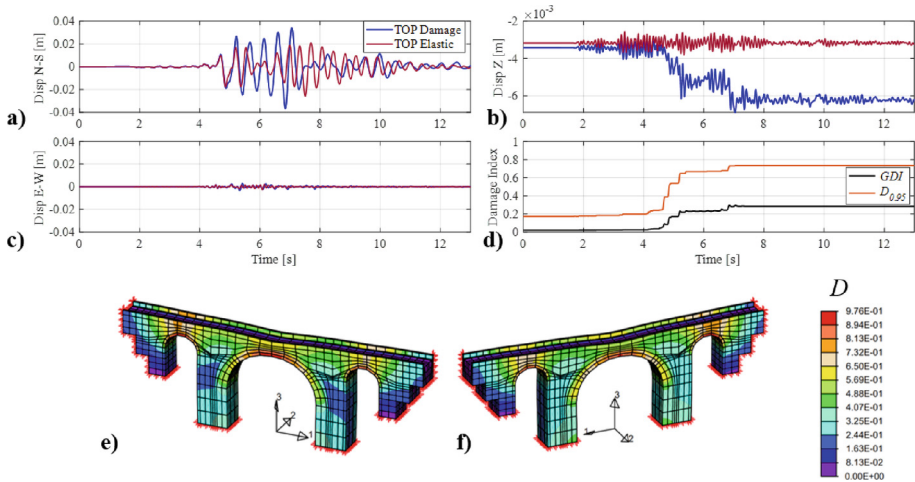 0.04
0.02
0
-0.02
-0.04
Disp N-S [m]
TOP Damage
TOP Elastic
0 2 4 6 8 10 12
a)
-2
×10⁻³
-4
-6
Disp Z [m]
0 2 4 6 8 10 12
b)
0.04
0.02
0
-0.02
-0.04
Disp E-W [m]
0 2 4 6 8 10 12
Time [s]
c)
1
0.8
0.6
0.4
0.2
0
Damage Index
GDI
D0.95
0 2 4 6 8 10 12
Time [s]
d)
3
2
1
e)
3
1
2
f)
D
9.76E-01
8.94E-01
8.13E-01
7.32E-01
6.50E-01
5.69E-01
4.88E-01
4.07E-01
3.25E-01
2.44E-01
1.63E-01
8.13E-02
0.00E+00